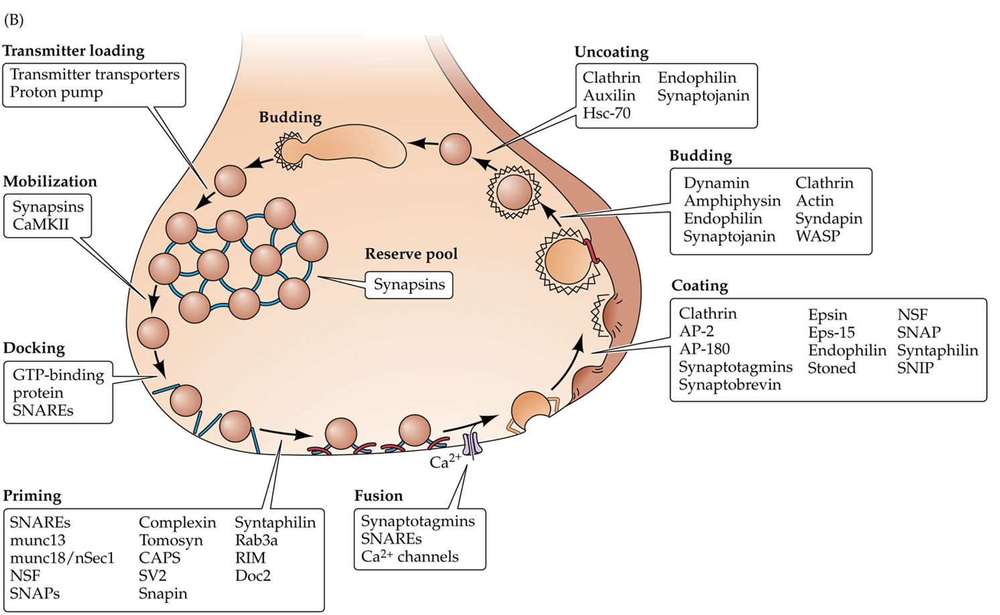 (B)
Transmitter loading
Transmitter transporters
Proton pump
Budding
Uncoating
Clathrin Endophilin
Auxilin Synaptojanin
Hsc-70
Budding
Dynamin Clathrin
Amphiphysin Actin
Endophilin Syndapin
Synaptojanin WASP
Mobilization
Synapsins
CaMKII
Reserve pool
Synapsins
Coating
Clathrin Epsin NSF
AP-2 Eps-15 SNAP
AP-180 Endophilin Syntaphilin
Synaptotagmins Stoned SNIP
Synaptobrevin
Docking
GTP-binding
protein
SNAREs
Ca2+
Priming
SNAREs Complexin Syntaphilin
munc13 Tomosyn Rab3a
munc18/nSec1 CAPS RIM
NSF SV2 Doc2
SNAPs Snapin
Fusion
Synaptotagmins
SNAREs
Ca2+ channels